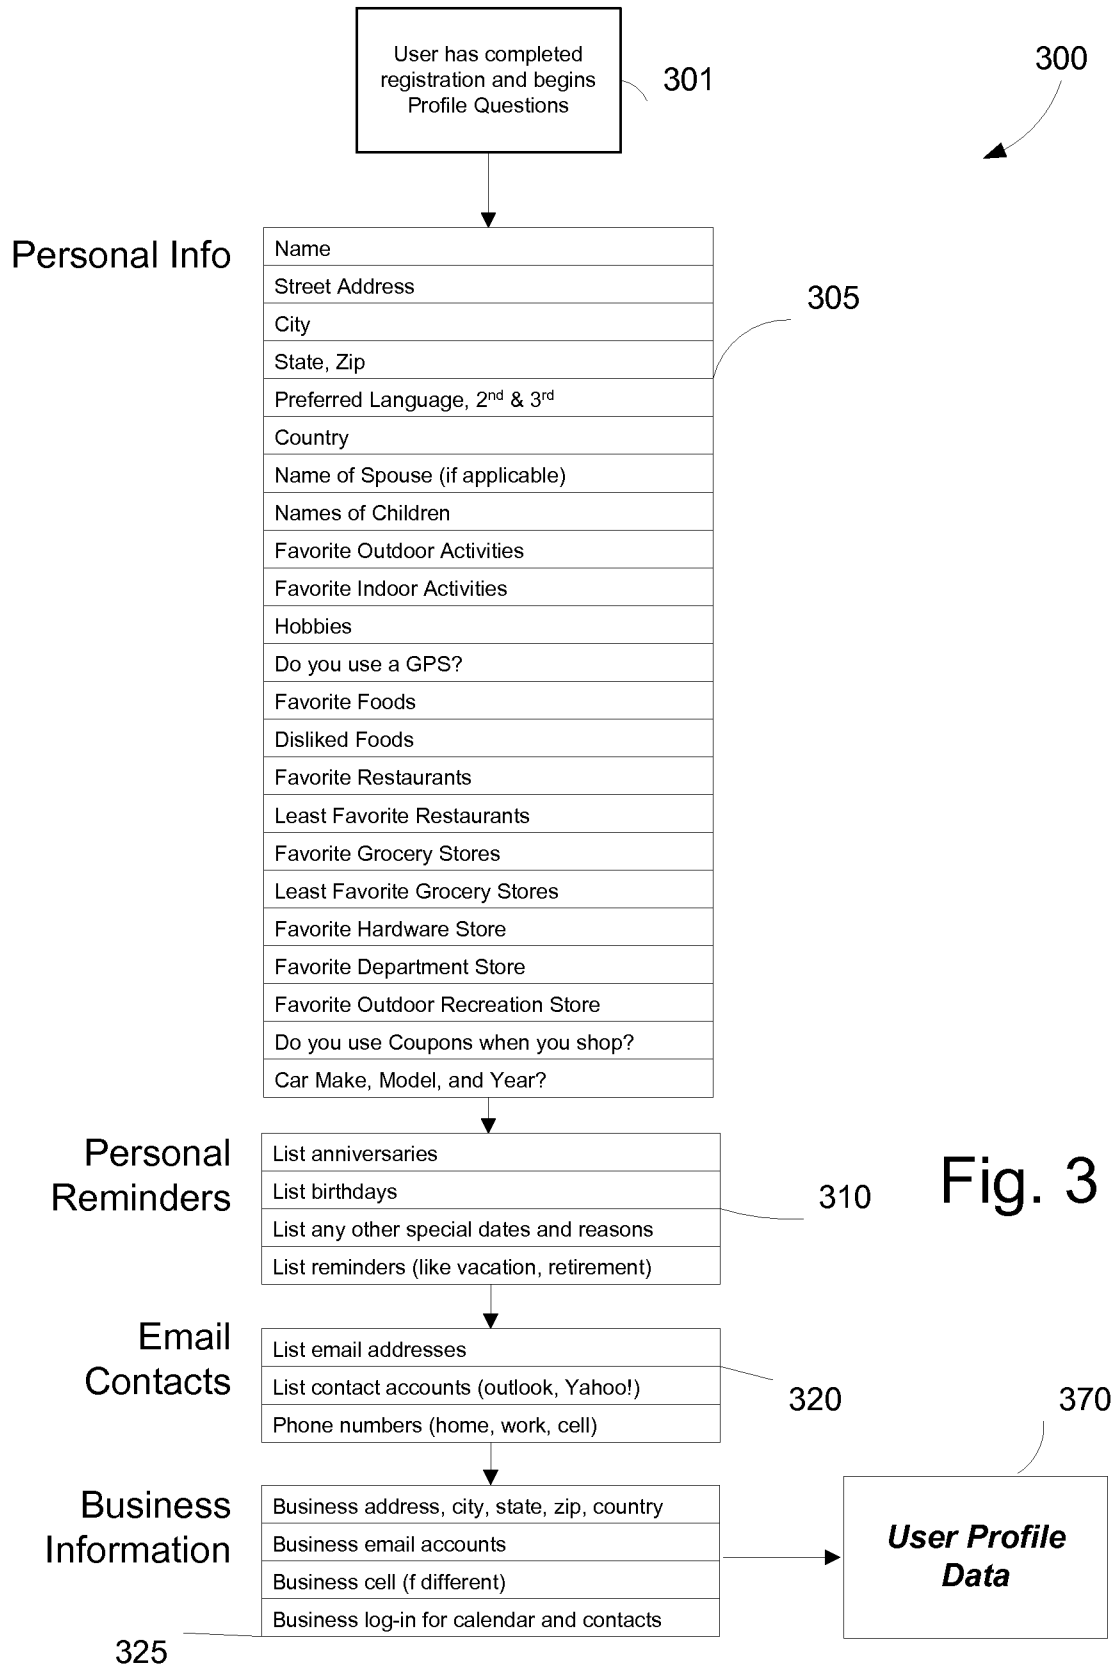 User has completed
registration and begins
Profile Questions
301
300
Personal Info
Name
Street Address
305
City
State, Zip
Preferred Language, 2nd & 3rd
Country
Name of Spouse (if applicable)
Names of Children
Favorite Outdoor Activities
Favorite Indoor Activities
Hobbies
Do you use a GPS?
Favorite Foods
Disliked Foods
Favorite Restaurants
Least Favorite Restaurants
Favorite Grocery Stores
Least Favorite Grocery Stores
Favorite Hardware Store
Favorite Department Store
Favorite Outdoor Recreation Store
Do you use Coupons when you shop?
Car Make, Model, and Year?
Personal
Reminders
List anniversaries
List birthdays
List any other special dates and reasons
List reminders (like vacation, retirement)
310
Fig. 3
Email
Contacts
List email addresses
List contact accounts (outlook, Yahoo!)
Phone numbers (home, work, cell)
320
370
Business
Information
Business address, city, state, zip, country
Business email accounts
Business cell (f different)
Business log-in for calendar and contacts
325
User Profile
Data